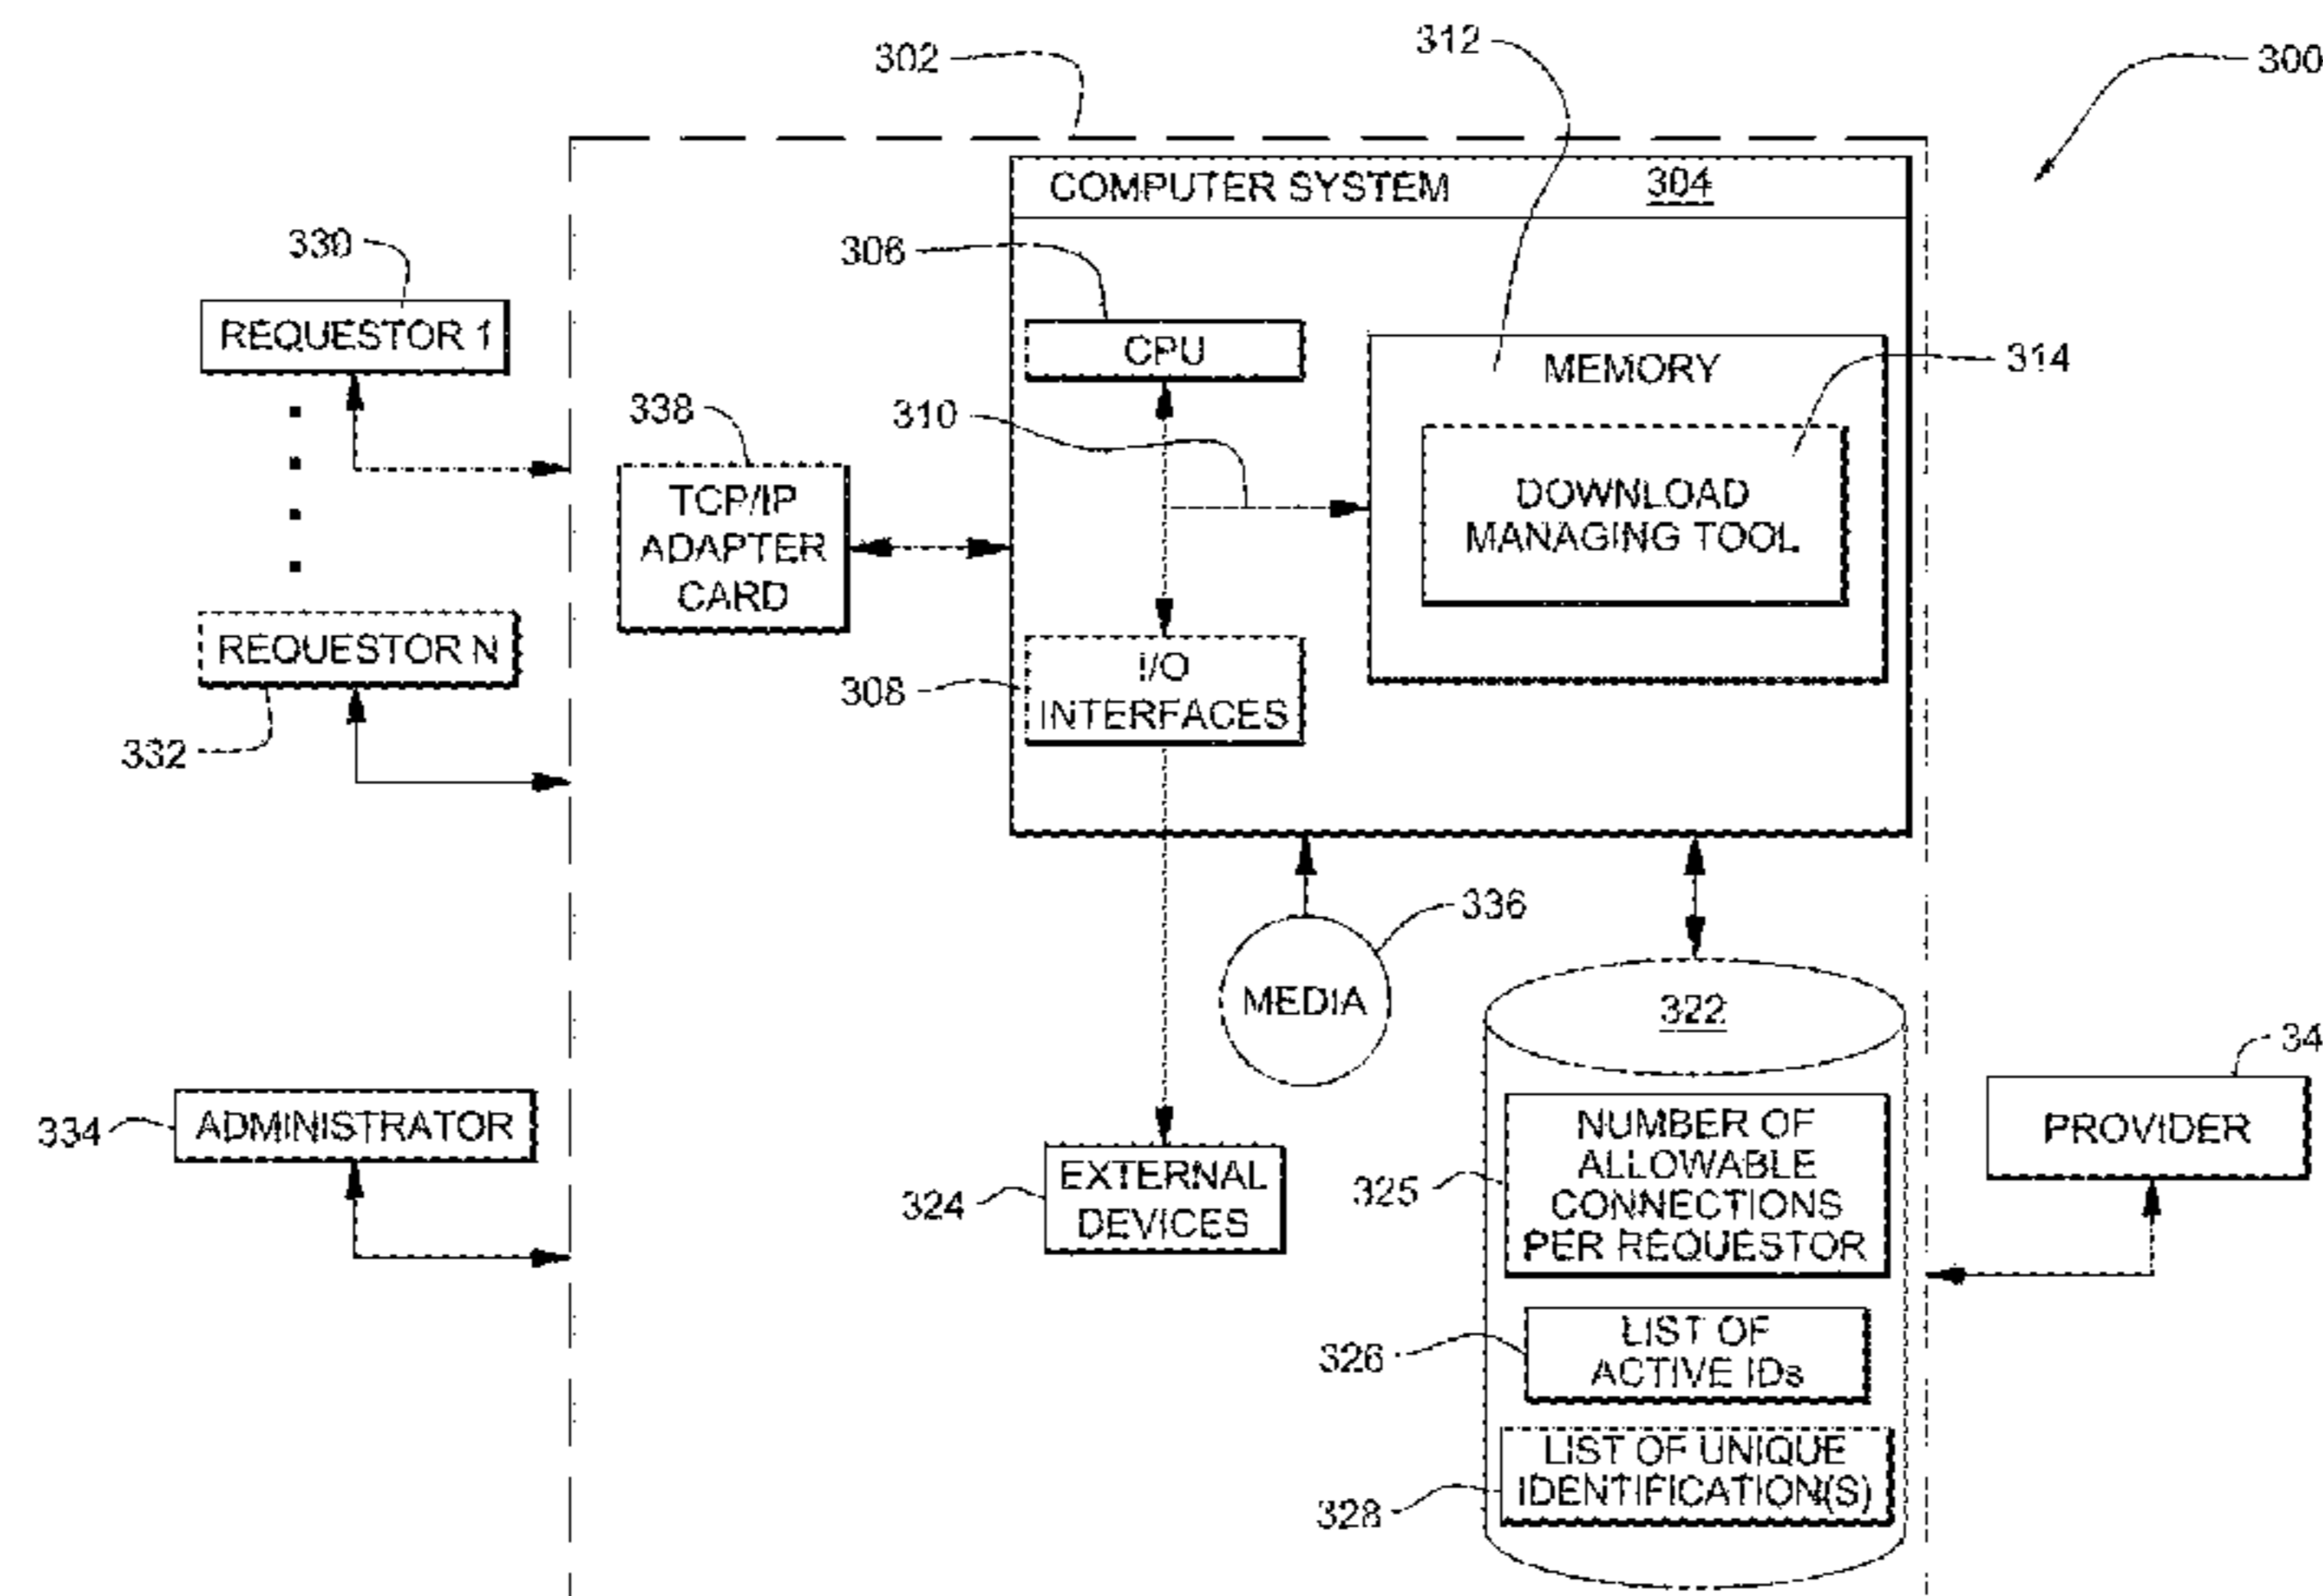 302
312
300
COMPUTER SYSTEM 304
330
306
REQUESTOR 1
CPU
MEMORY
314
338
310
TCP/IP
ADAPTER
CARD
DOWNLOAD
MANAGING TOOL
REQUESTOR N
332
308
I/O
INTERFACES
336
MEDIA
322
34
334
ADMINISTRATOR
324
EXTERNAL
DEVICES
325
NUMBER OF
ALLOWABLE
CONNECTIONS
PER REQUESTOR
PROVIDER
326
LIST OF
ACTIVE IDs
328
LIST OF UNIQUE
IDENTIFICATION(S)